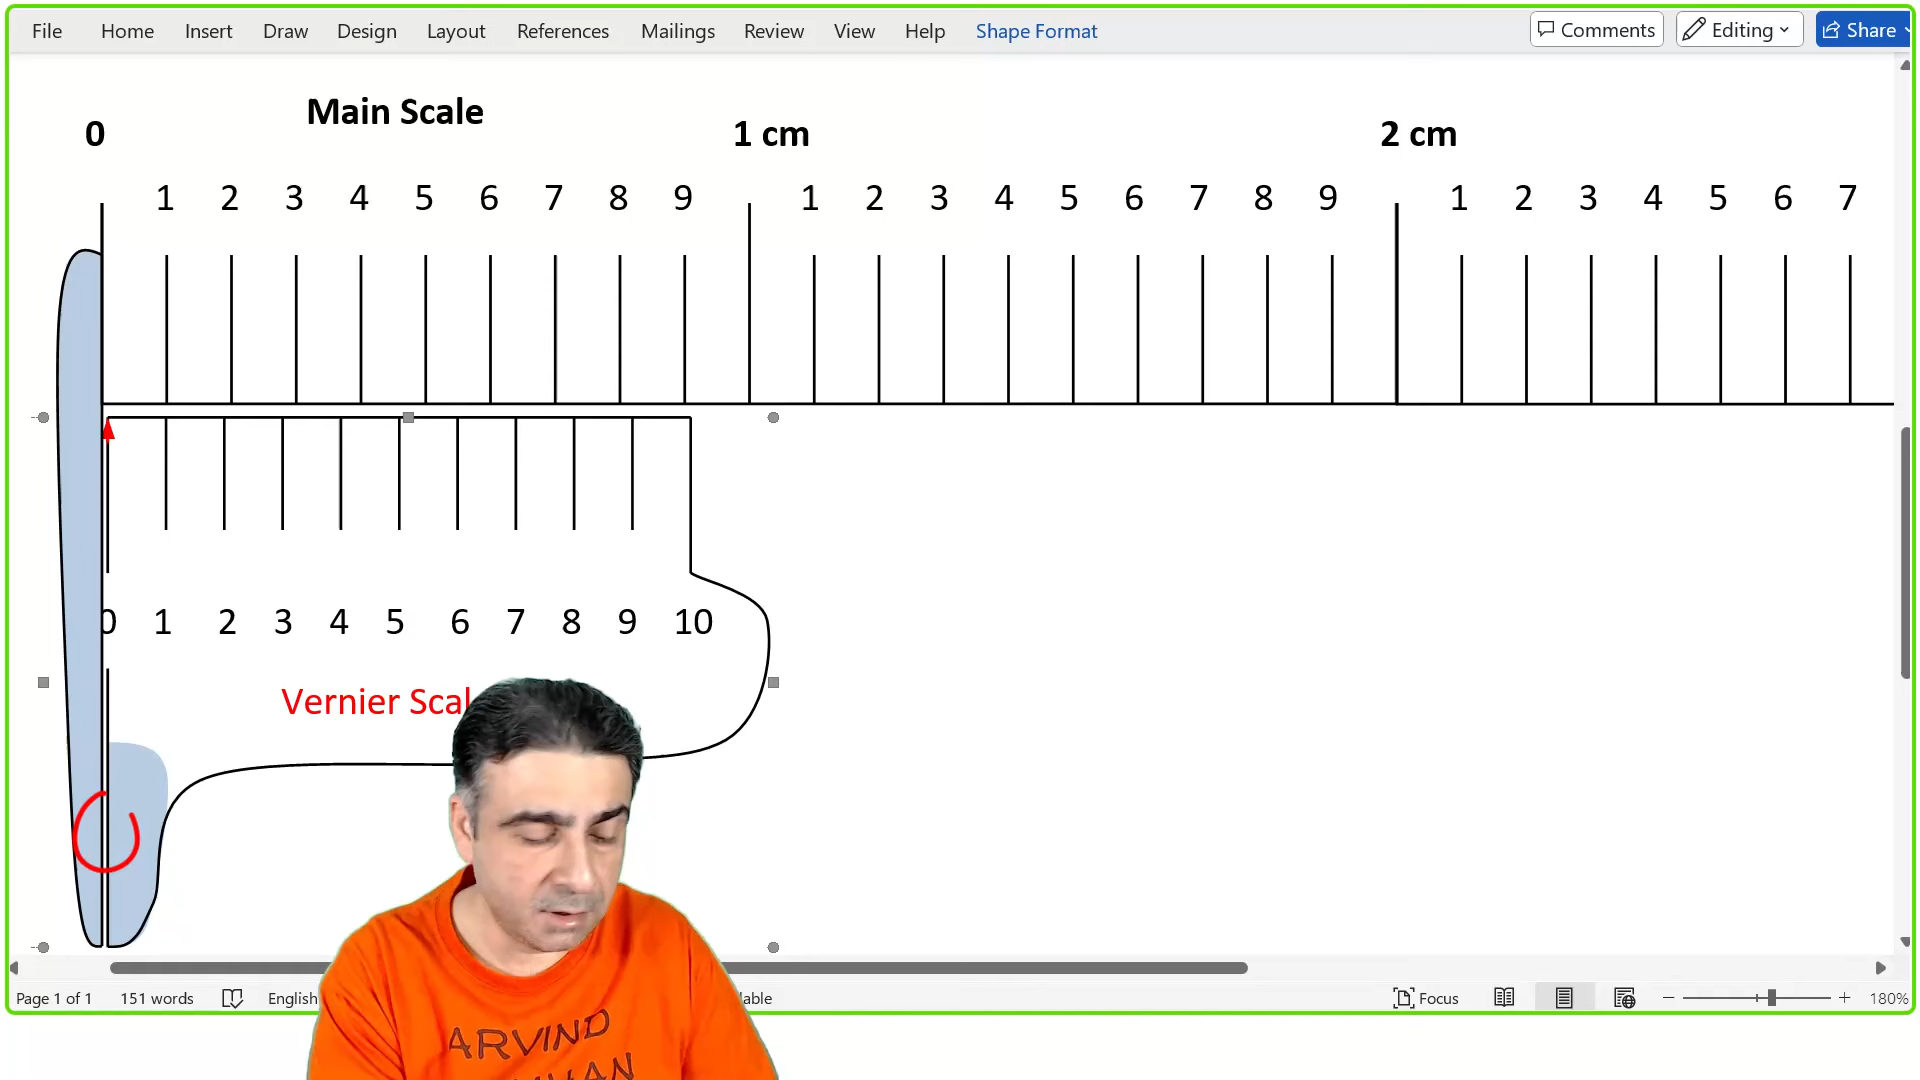 File Home Insert Draw Design Layout References Mailings Review View Help Shape Format Comments Editing Share
Main Scale
0 1 cm 2 cm
1 2 3 4 5 6 7 8 9 1 2 3 4 5 6 7 8 9 1 2 3 4 5 6 7
0 1 2 3 4 5 6 7 8 9 10
Vernier Scal
Page 1 of 1 151 words English lable Focus 180%
ARVIND